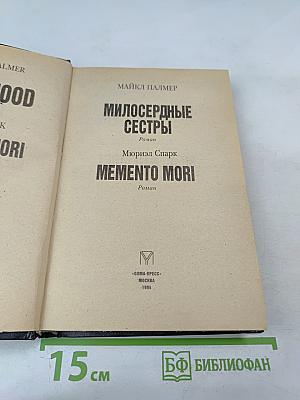 ALMER
OOD
K
ORI
МАЙКЛ ПАЛМЕР
МИЛОСЕРДНЫЕ
СЕСТРЫ
Роман
Мюриэл Спарк
MEMENTO MORI
Роман
«ОЛМА-ПРЕСС»
МОСКВА
15 см
БФ БИБЛИОФАН